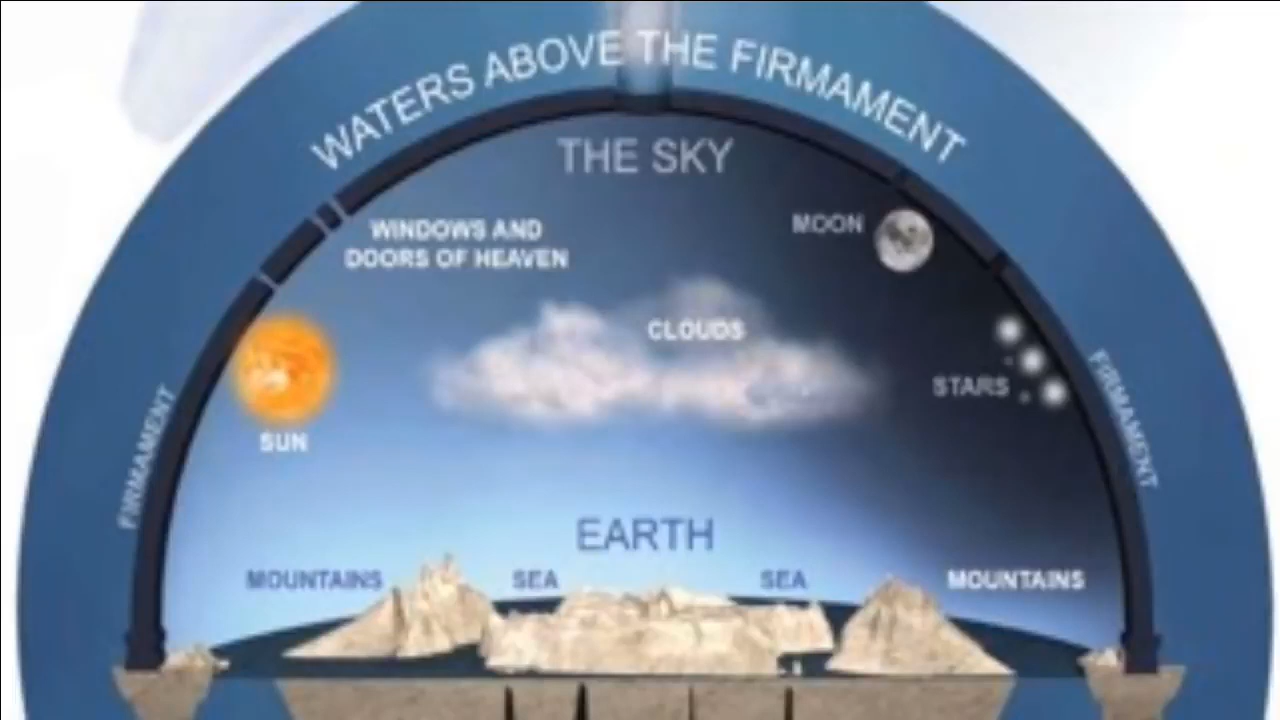 WATERS ABOVE THE FIRMAMENT
THE SKY
WINDOWS AND
DOORS OF HEAVEN
MOON
CLOUDS
STARS
SUN
FIRMAMENT
FIRMAMENT
EARTH
MOUNTAINS
SEA
SEA
MOUNTAINS